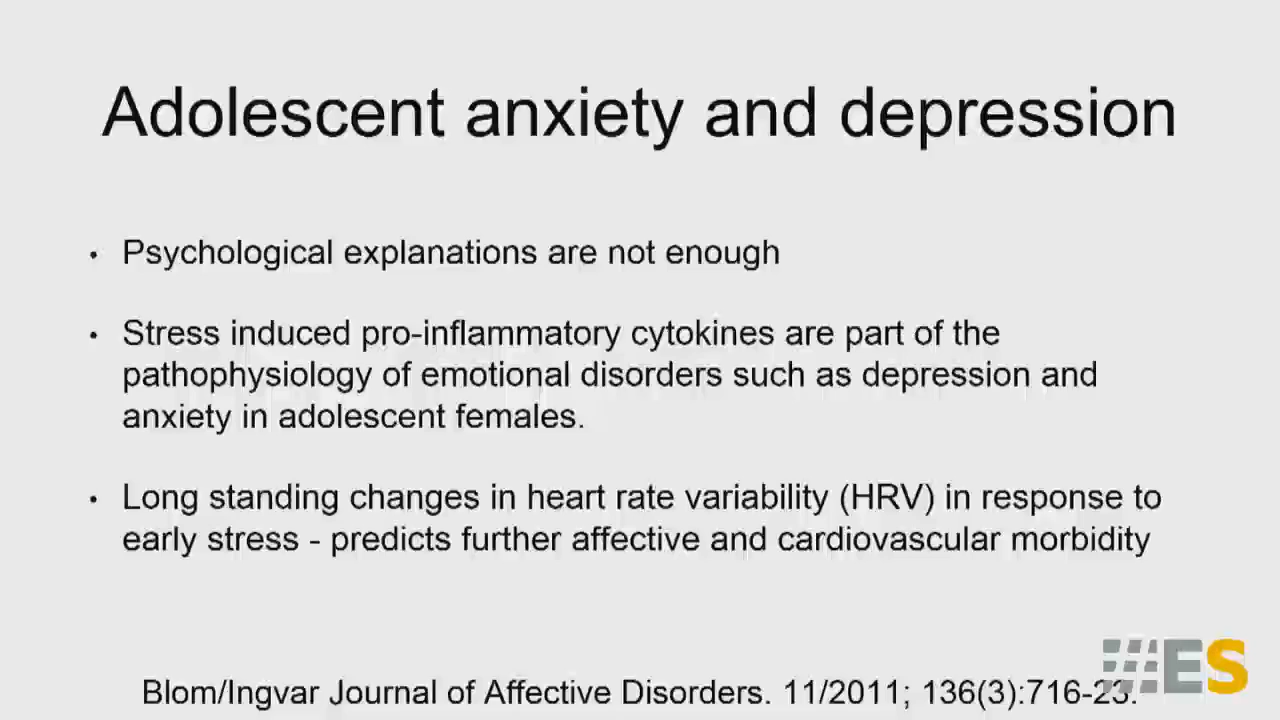 Adolescent anxiety and depression
• Psychological explanations are not enough
• Stress induced pro-inflammatory cytokines are part of the
pathophysiology of emotional disorders such as depression and
anxiety in adolescent females.
• Long standing changes in heart rate variability (HRV) in response to
early stress - predicts further affective and cardiovascular morbidity
ES
Blom/Ingvar Journal of Affective Disorders. 11/2011; 136(3):716-23.